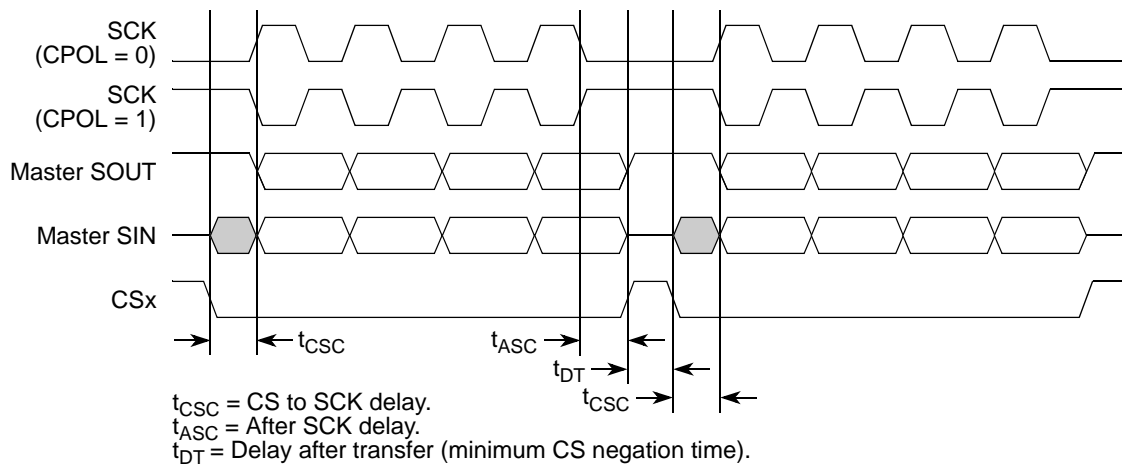 SCK
(CPOL = 0)
SCK
(CPOL = 1)
Master SOUT
Master SIN
CSx
tCSC
tASC
tDT
tCSC
tCSC = CS to SCK delay.
tASC = After SCK delay.
tDT = Delay after transfer (minimum CS negation time).